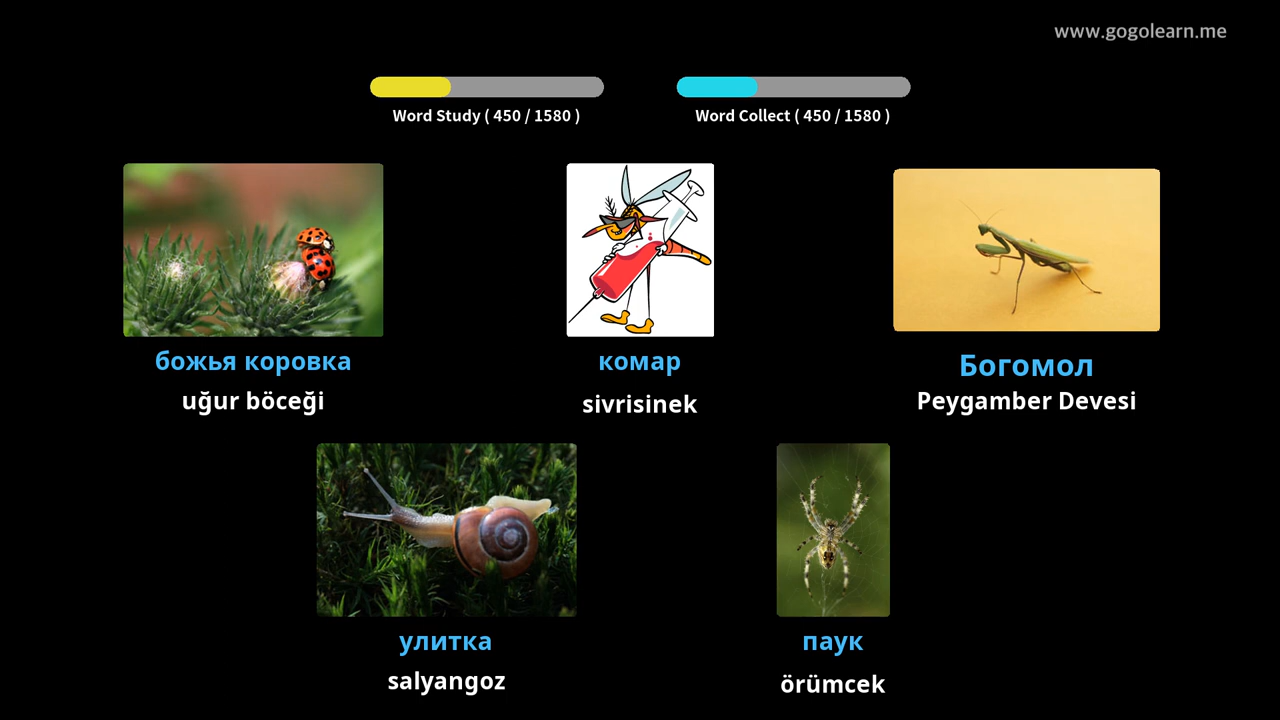 www.gogolearn.me
Word Study ( 450 / 1580 )
Word Collect ( 450 / 1580 )
божья коровка
uğur böceği
комар
sivrisinek
Богомол
Peygamber Devesi
улитка
salyangoz
паук
örümcek